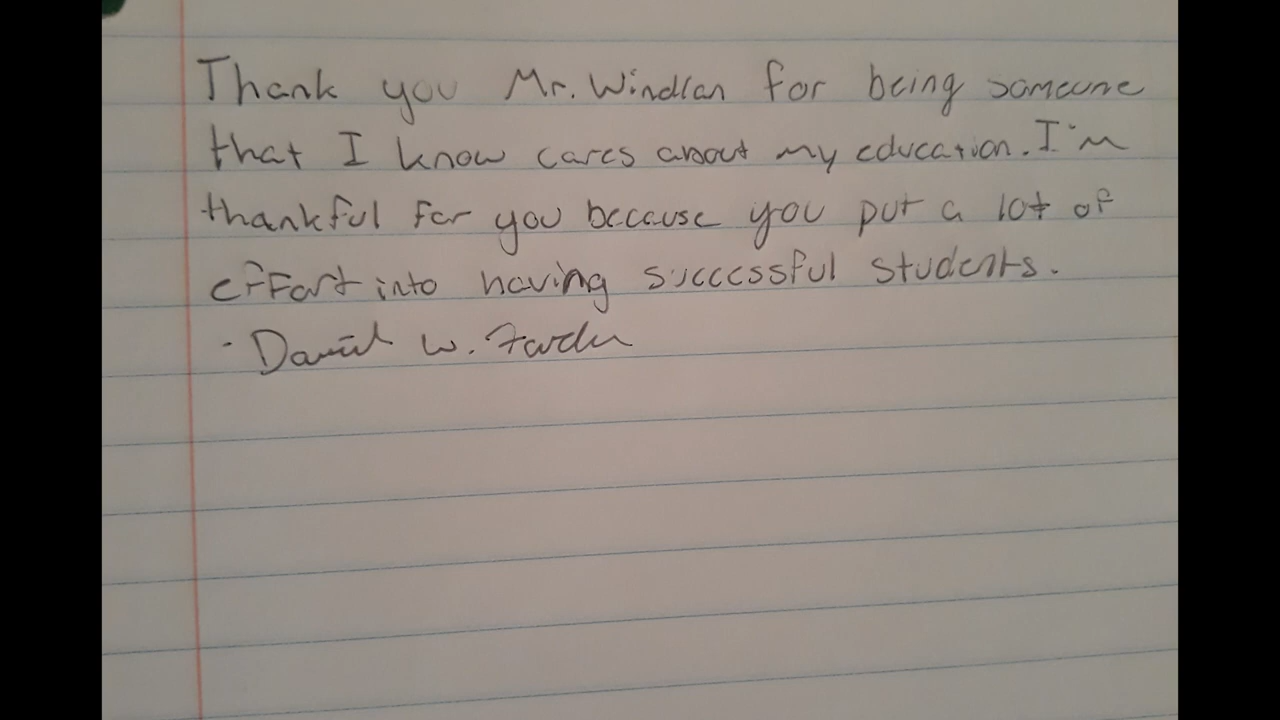 Thank you Mr. Windlan for being someone
that I know cares about my education. I'm
thankful for you because you put a lot of
effort into having successful students.
- Daniel W.